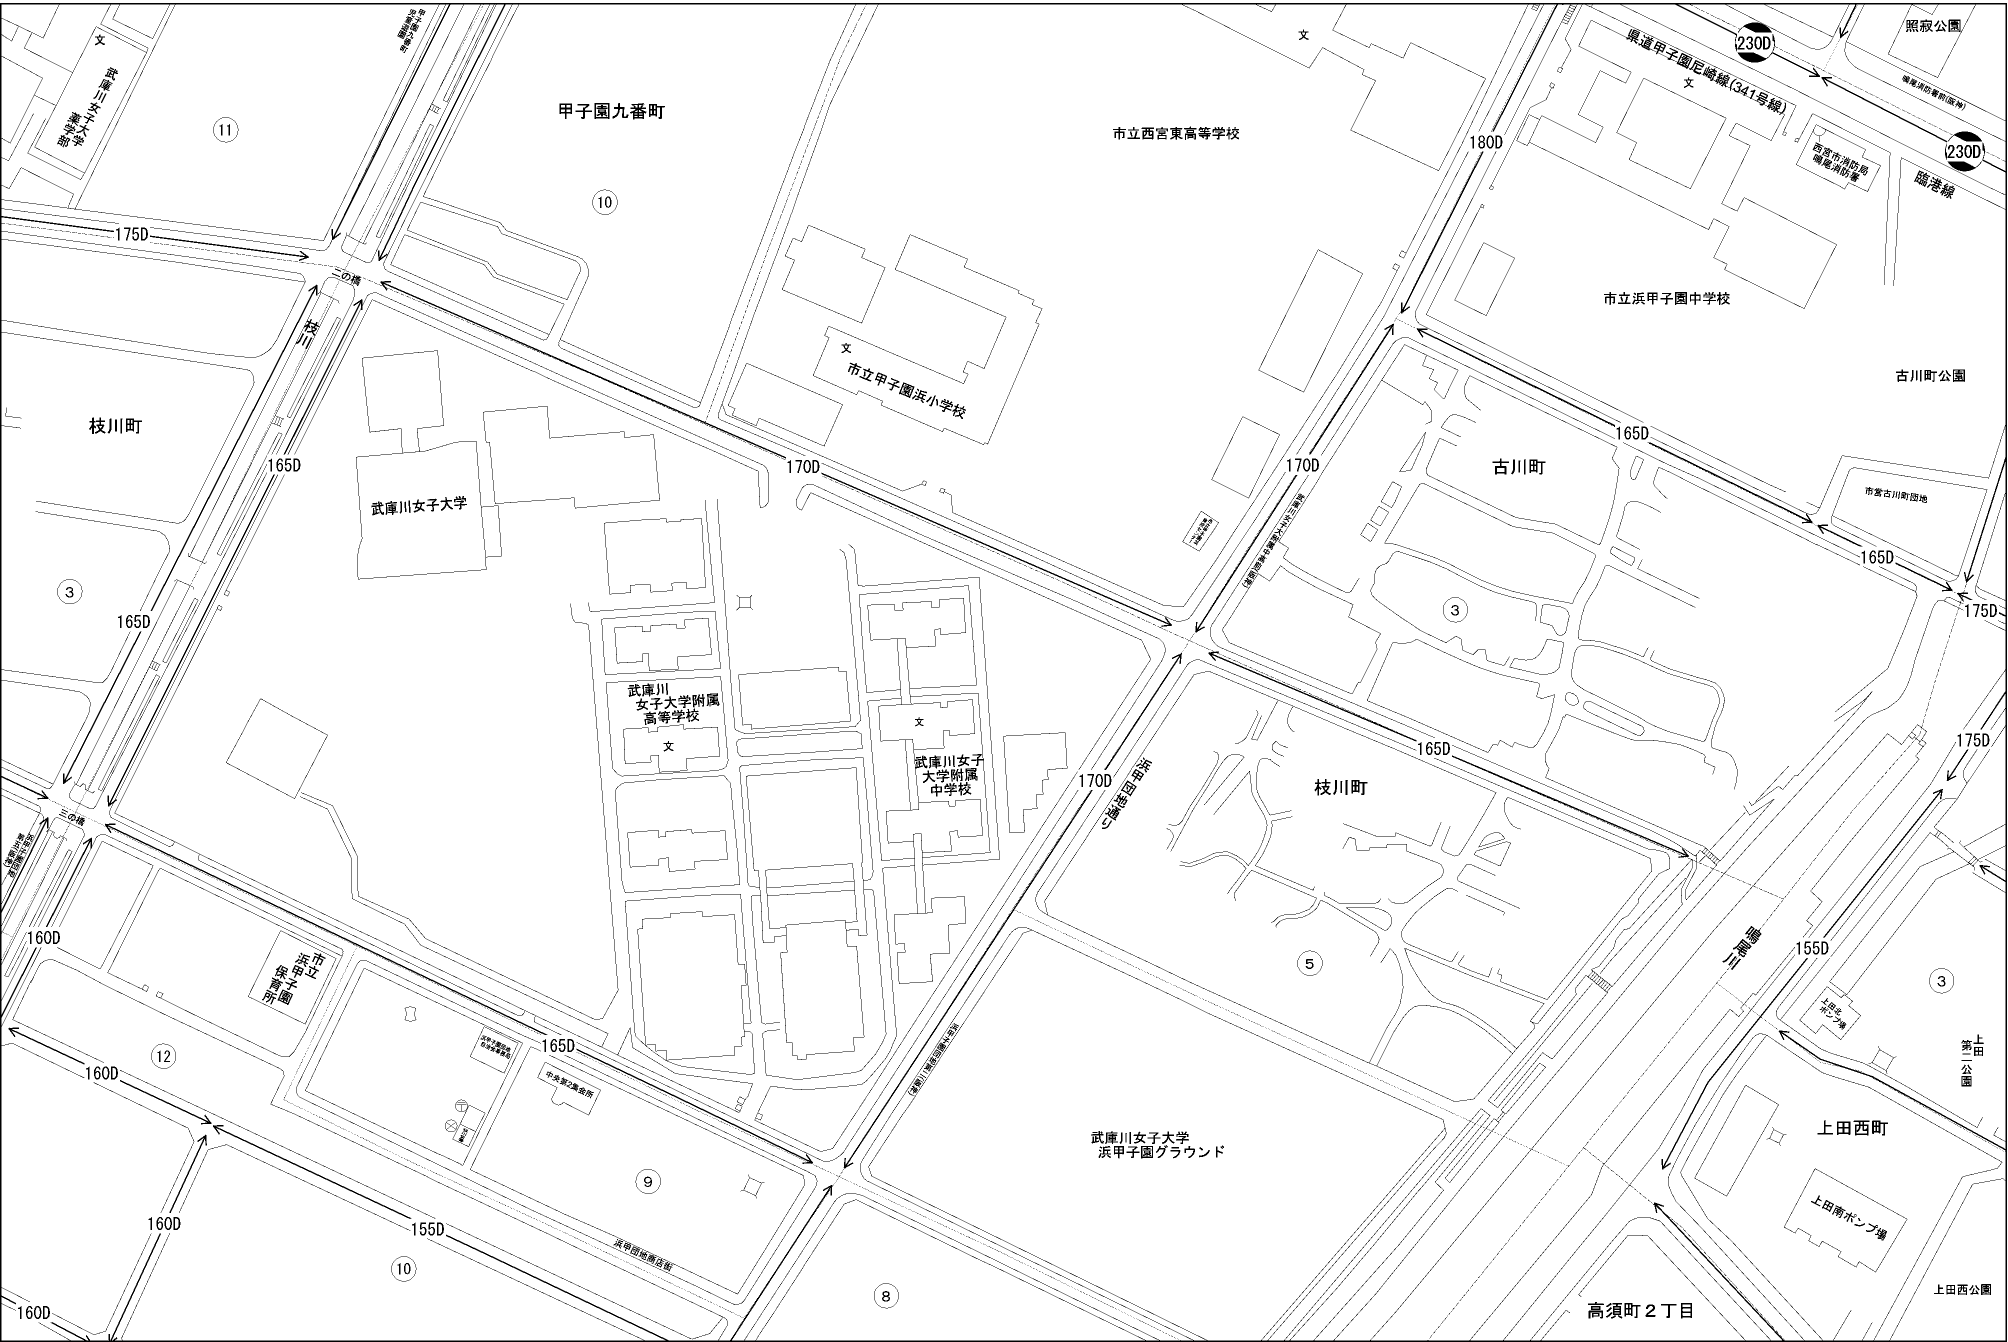 文
武庫川女子大学
薬学部
⑪
甲子園九番町
⑩
文
市立西宮東高等学校
180D
230D
県道甲子園尼崎線(341号線)
文
照寂公園
鳴尾消防署前(阪神)
230D
西宮市消防局
鳴尾消防署
臨港線
175D
二の橋
枝川
市立浜甲子園中学校
文
市立甲子園浜小学校
古川町公園
枝川町
165D
170D
170D
165D
古川町
市営古川町団地
165D
武庫川女子大学
③
165D
③
175D
武庫川
女子大学附属
高等学校
文
文
武庫川女子
大学附属
中学校
170D
浜甲団地通り
165D
枝川町
175D
三の橋
160D
市立
浜甲子園
保育所
⑤
鳴尾川
155D
③
上田北
ポンプ場
上田
第二公園
⑫
160D
165D
中央第2集会所
武庫川女子大学
浜甲子園グラウンド
上田西町
⑨
上田南ポンプ場
160D
155D
浜甲団地商店街
⑩
⑧
160D
高須町２丁目
上田西公園